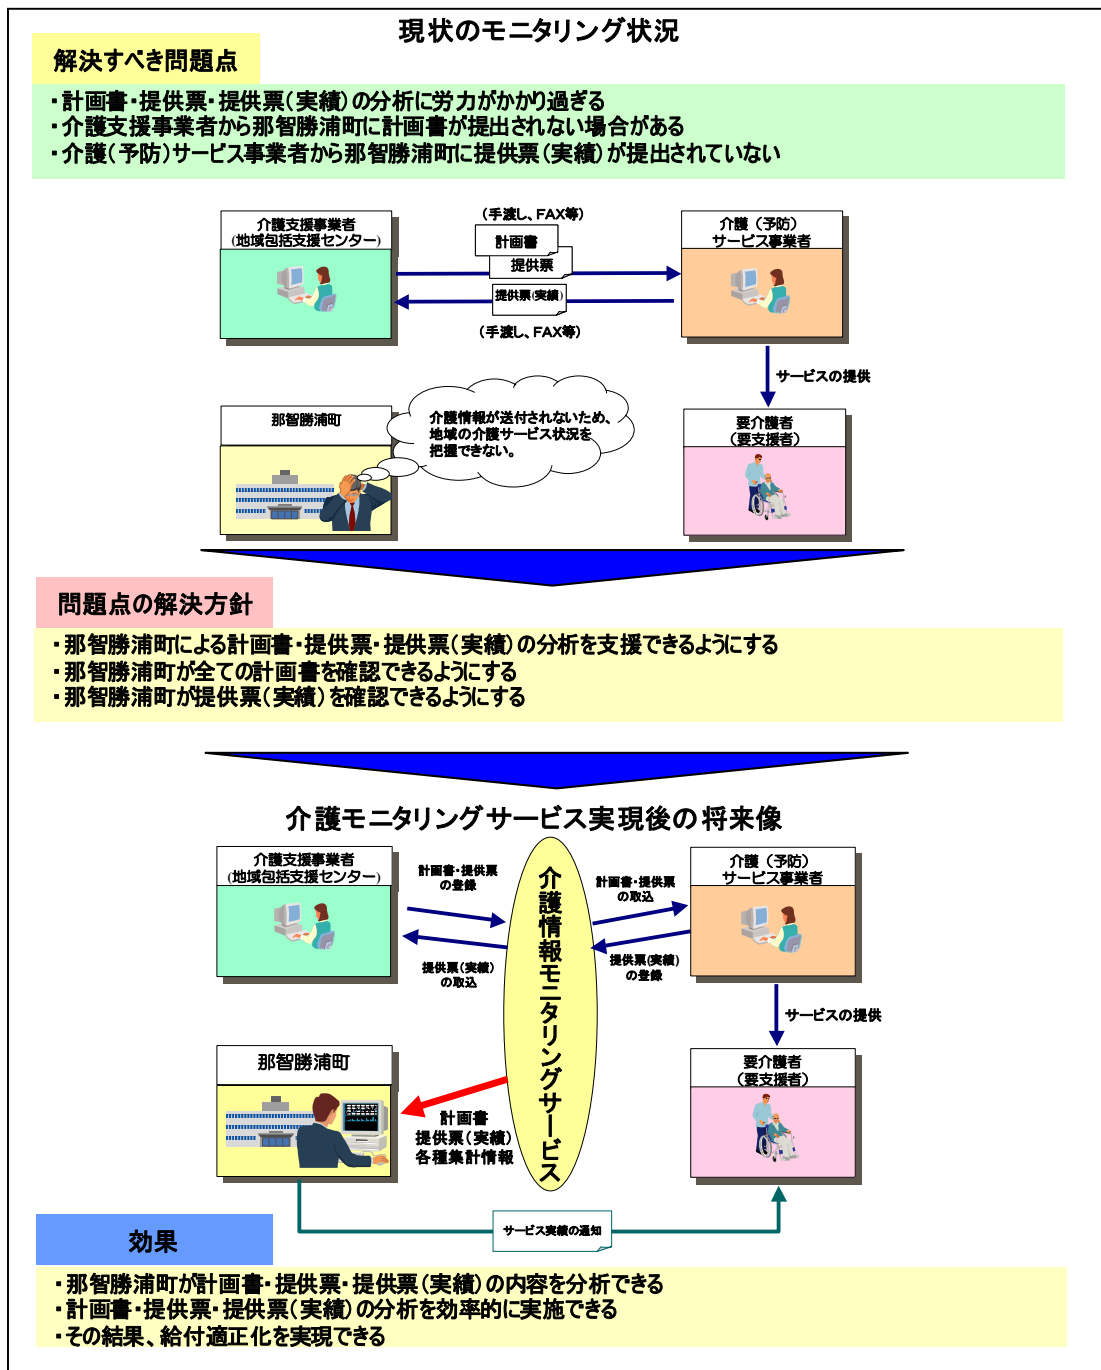 現状のモニタリング状況
解決すべき問題点
・計画書・提供票・提供票(実績)の分析に労力がかかり過ぎる
・介護支援事業者から那智勝浦町に計画書が提出されない場合がある
・介護(予防)サービス事業者から那智勝浦町に提供票(実績)が提出されていない
介護支援事業者
(地域包括支援センター)
(手渡し、FAX等)
計画書
提供票
提供票(実績)
(手渡し、FAX等)
介護(予防)
サービス事業者
サービスの提供
那智勝浦町
介護情報が送付されないため、
地域の介護サービス状況を
把握できない。
要介護者
(要支援者)
問題点の解決方針
・那智勝浦町による計画書・提供票・提供票(実績)の分析を支援できるようにする
・那智勝浦町が全ての計画書を確認できるようにする
・那智勝浦町が提供票(実績)を確認できるようにする
介護モニタリングサービス実現後の将来像
介護支援事業者
(地域包括支援センター)
計画書・提供票
の登録
提供票(実績)
の取込
介護情報モニタリングサービス
計画書・提供票
の取込
提供票(実績)
の登録
介護(予防)
サービス事業者
サービスの提供
那智勝浦町
計画書
提供票(実績)
各種集計情報
要介護者
(要支援者)
サービス実績の通知
効果
・那智勝浦町が計画書・提供票・提供票(実績)の内容を分析できる
・計画書・提供票・提供票(実績)の分析を効率的に実施できる
・その結果、給付適正化を実現できる